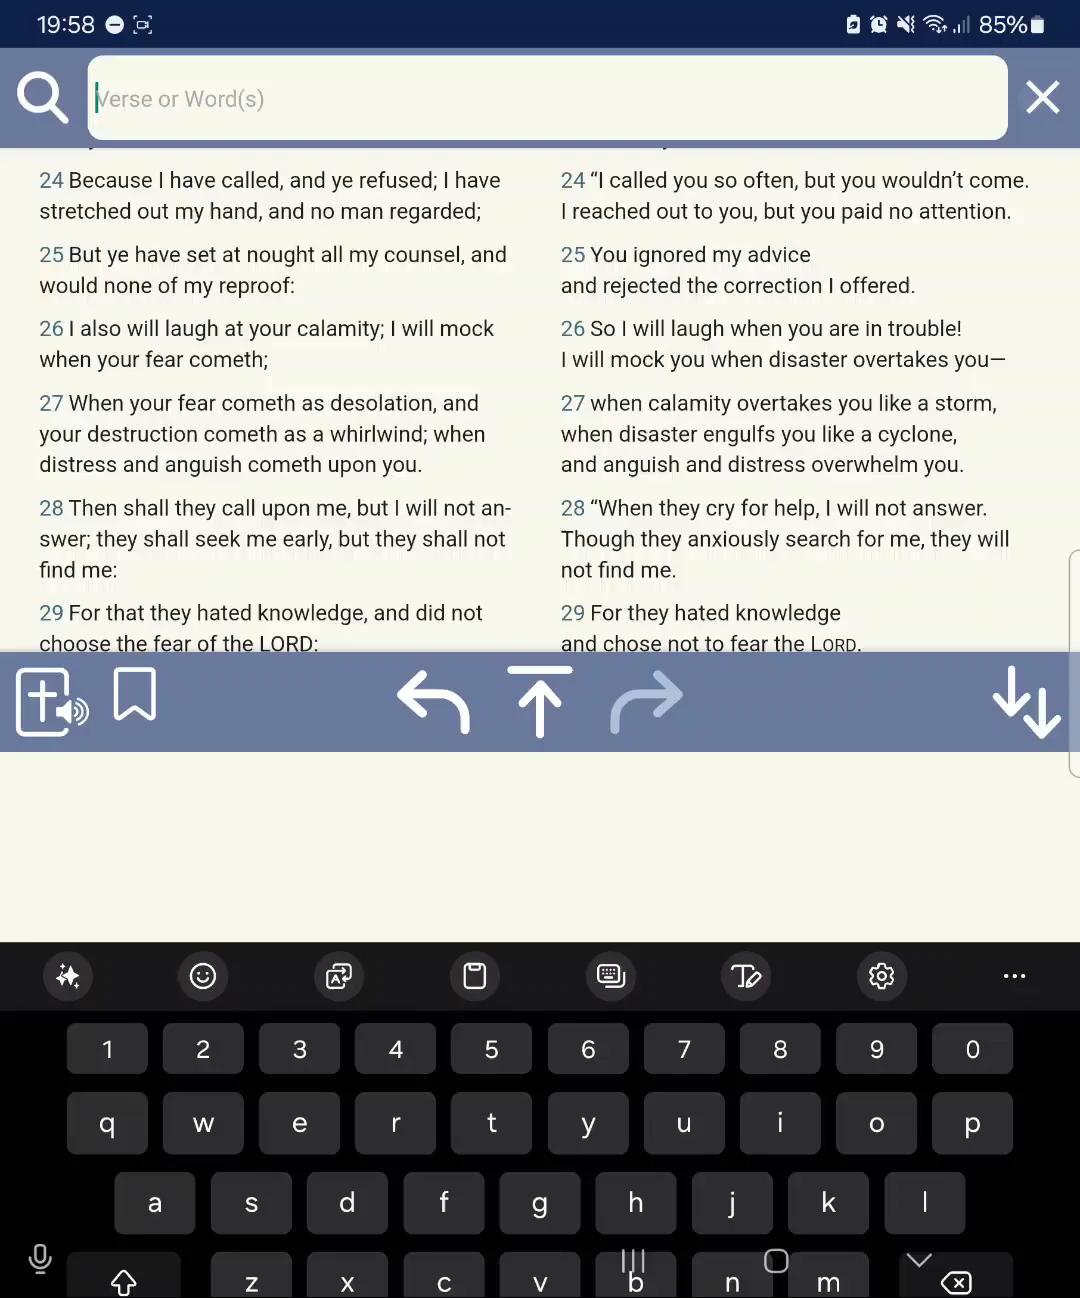 19:58
85%
Verse or Word(s)
24 Because I have called, and ye refused; I have
stretched out my hand, and no man regarded;
25 But ye have set at nought all my counsel, and
would none of my reproof:
26 I also will laugh at your calamity; I will mock
when your fear cometh;
27 When your fear cometh as desolation, and
your destruction cometh as a whirlwind; when
distress and anguish cometh upon you.
28 Then shall they call upon me, but I will not an-
swer; they shall seek me early, but they shall not
find me:
29 For that they hated knowledge, and did not
choose the fear of the LORD:
24 “I called you so often, but you wouldn’t come.
I reached out to you, but you paid no attention.
25 You ignored my advice
and rejected the correction I offered.
26 So I will laugh when you are in trouble!
I will mock you when disaster overtakes you—
27 when calamity overtakes you like a storm,
when disaster engulfs you like a cyclone,
and anguish and distress overwhelm you.
28 “When they cry for help, I will not answer.
Though they anxiously search for me, they will
not find me.
29 For they hated knowledge
and chose not to fear the LORD.
1 2 3 4 5 6 7 8 9 0
q w e r t y u i o p
a s d f g h j k l
z x c v b n m